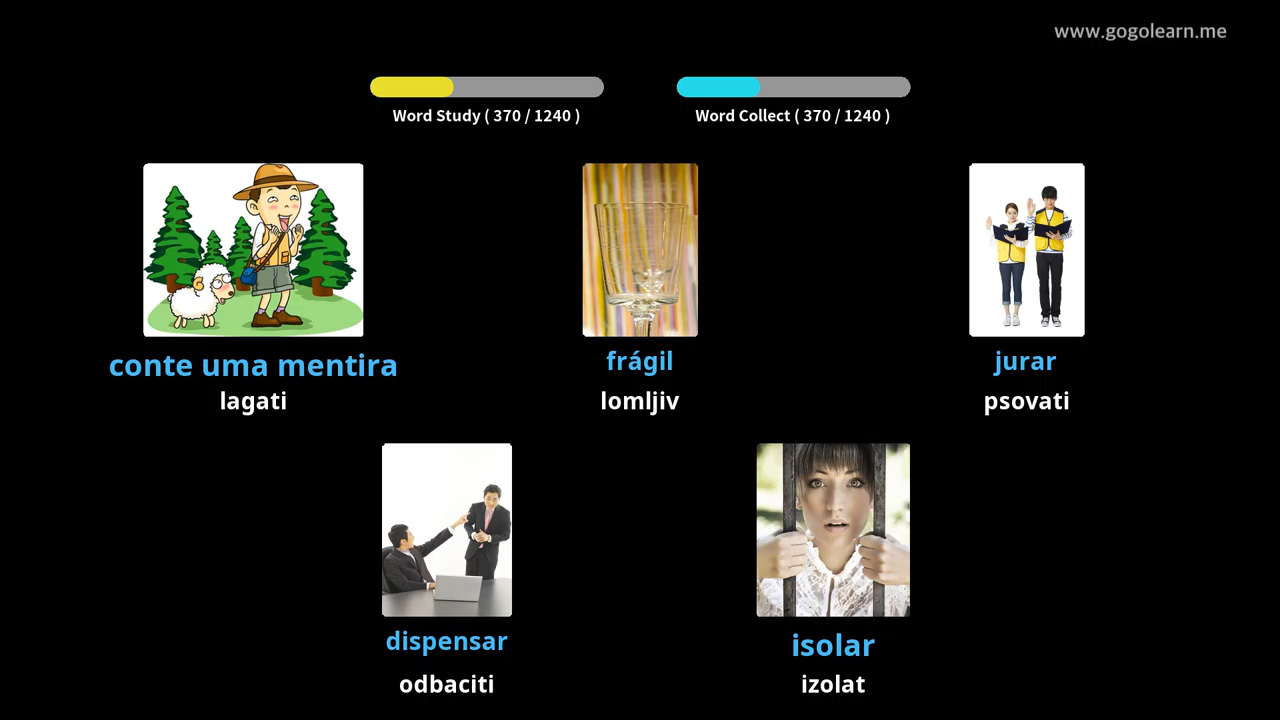 www.gogolearn.me
Word Study ( 370 / 1240 )
Word Collect ( 370 / 1240 )
conte uma mentira
lagati
frágil
lomljiv
jurar
psovati
dispensar
odbaciti
isolar
izolat